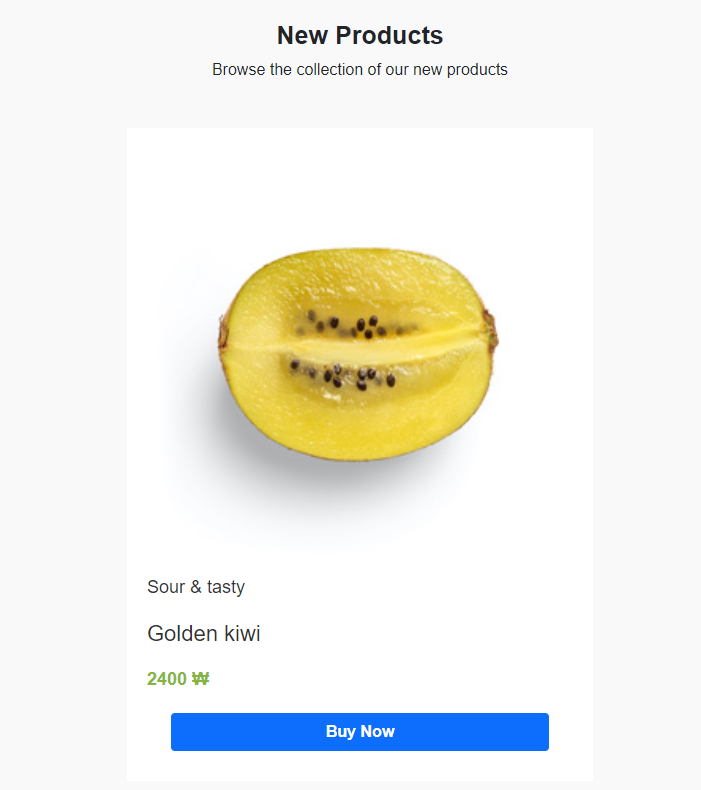 New Products
Browse the collection of our new products
Sour & tasty
Golden kiwi
2400 ₩
Buy Now